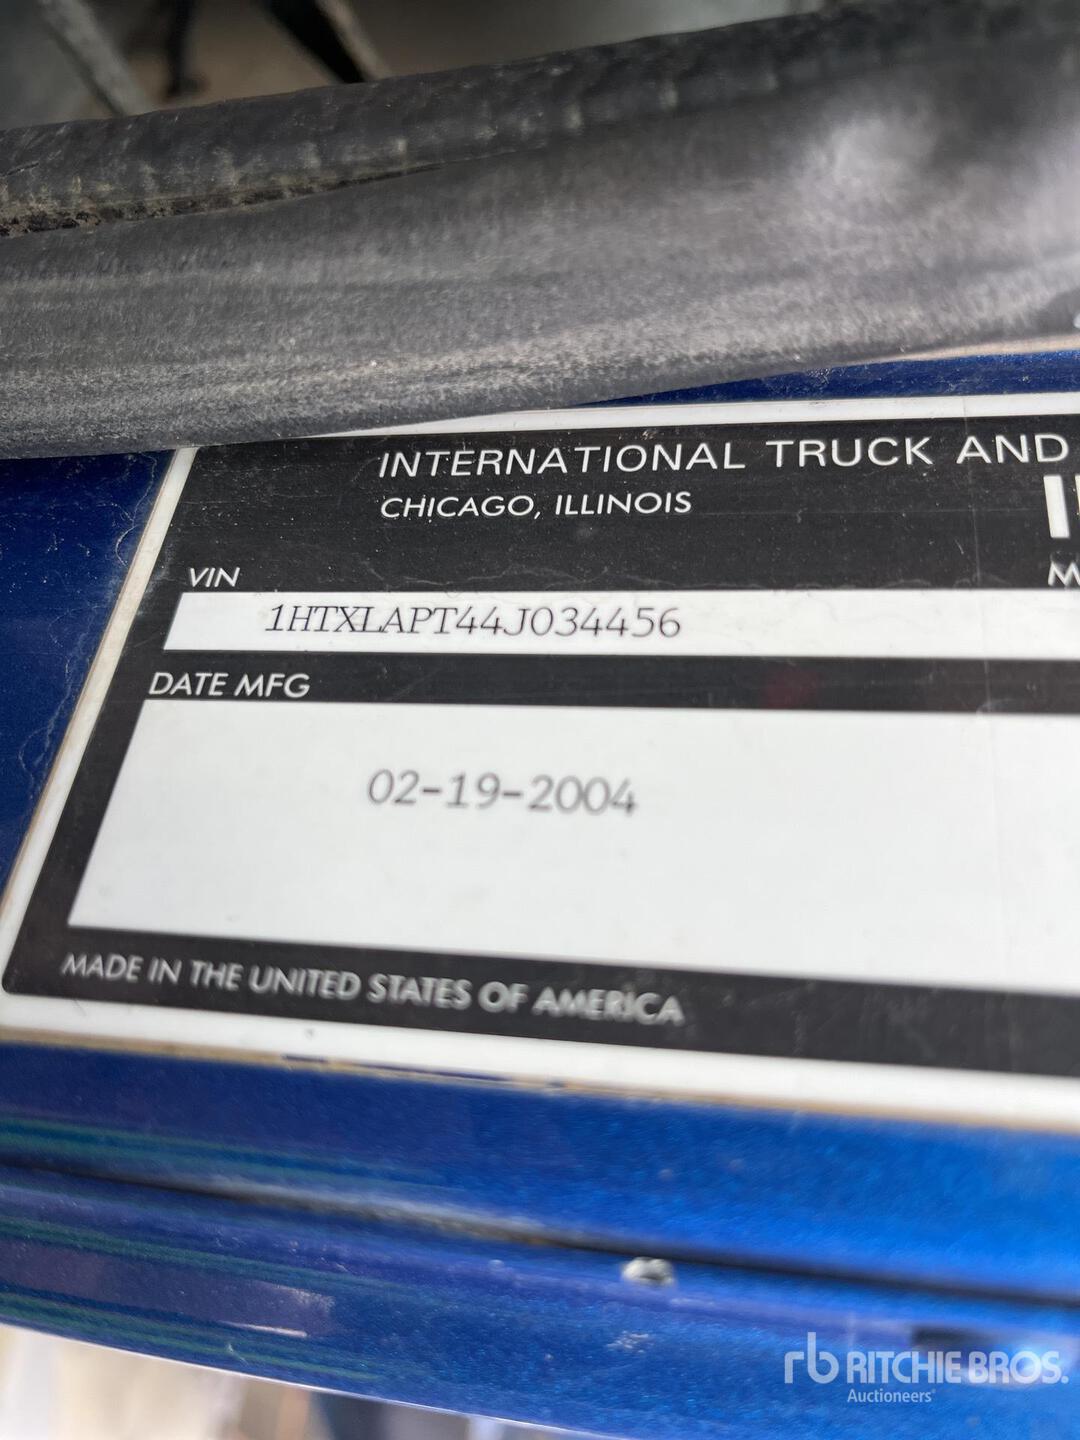 INTERNATIONAL TRUCK AND
CHICAGO, ILLINOIS
VIN
1HTXLAPT44J034456
DATE MFG
02-19-2004
MADE IN THE UNITED STATES OF AMERICA
rb RITCHIE BROS.
Auctioneers